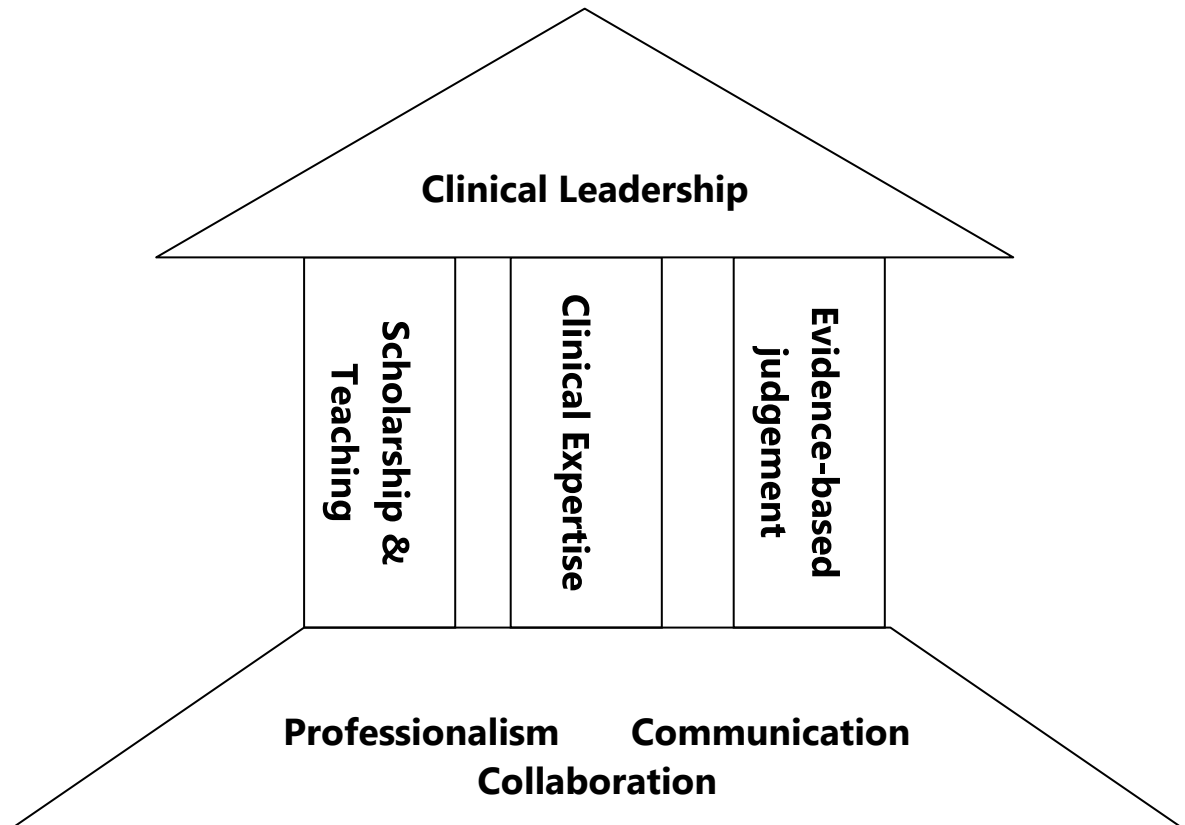 Clinical Leadership
Scholarship &
Teaching
Clinical Expertise
Evidence-based
judgement
Professionalism Communication
Collaboration